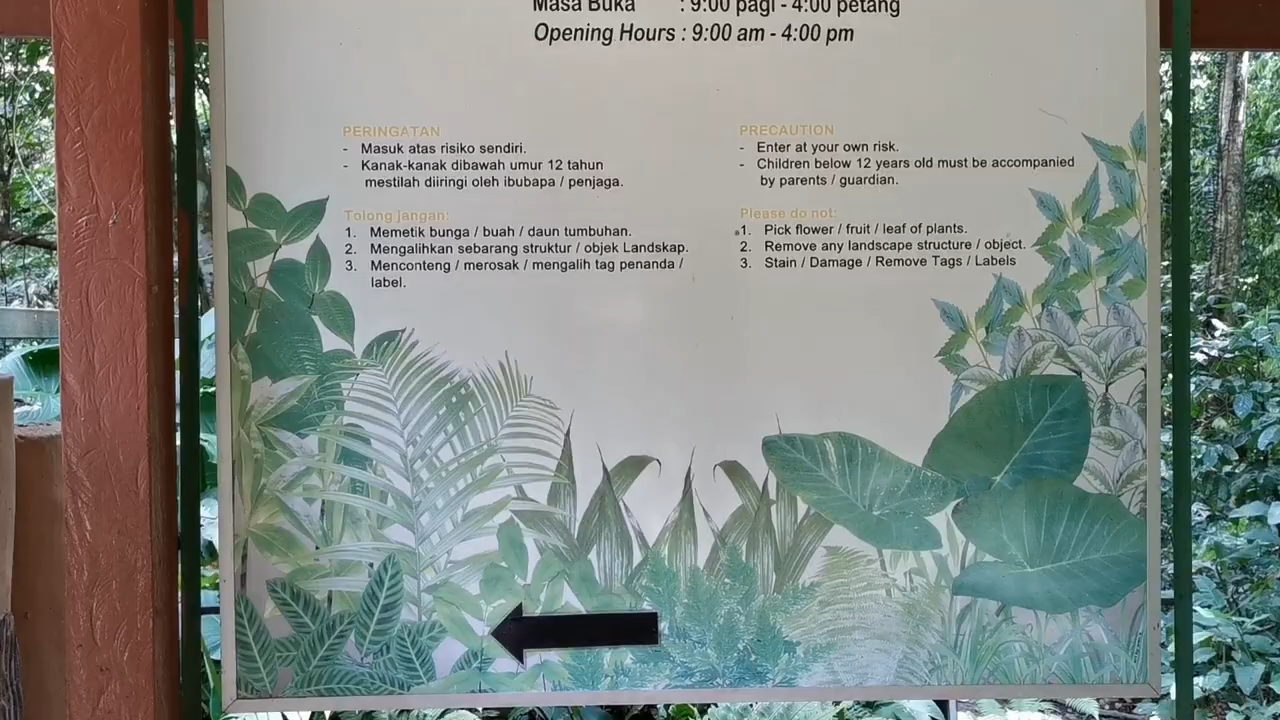 Masa Buka : 9:00 pagi - 4:00 petang
Opening Hours : 9:00 am - 4:00 pm
PERINGATAN
- Masuk atas risiko sendiri.
- Kanak-kanak dibawah umur 12 tahun
mestilah diiringi oleh ibubapa / penjaga.
Tolong jangan:
1. Memetik bunga / buah / daun tumbuhan.
2. Mengalihkan sebarang struktur / objek Landskap.
3. Menconteng / merosak / mengalih tag penanda /
label.
PRECAUTION
- Enter at your own risk.
- Children below 12 years old must be accompanied
by parents / guardian.
Please do not:
1. Pick flower / fruit / leaf of plants.
2. Remove any landscape structure / object.
3. Stain / Damage / Remove Tags / Labels